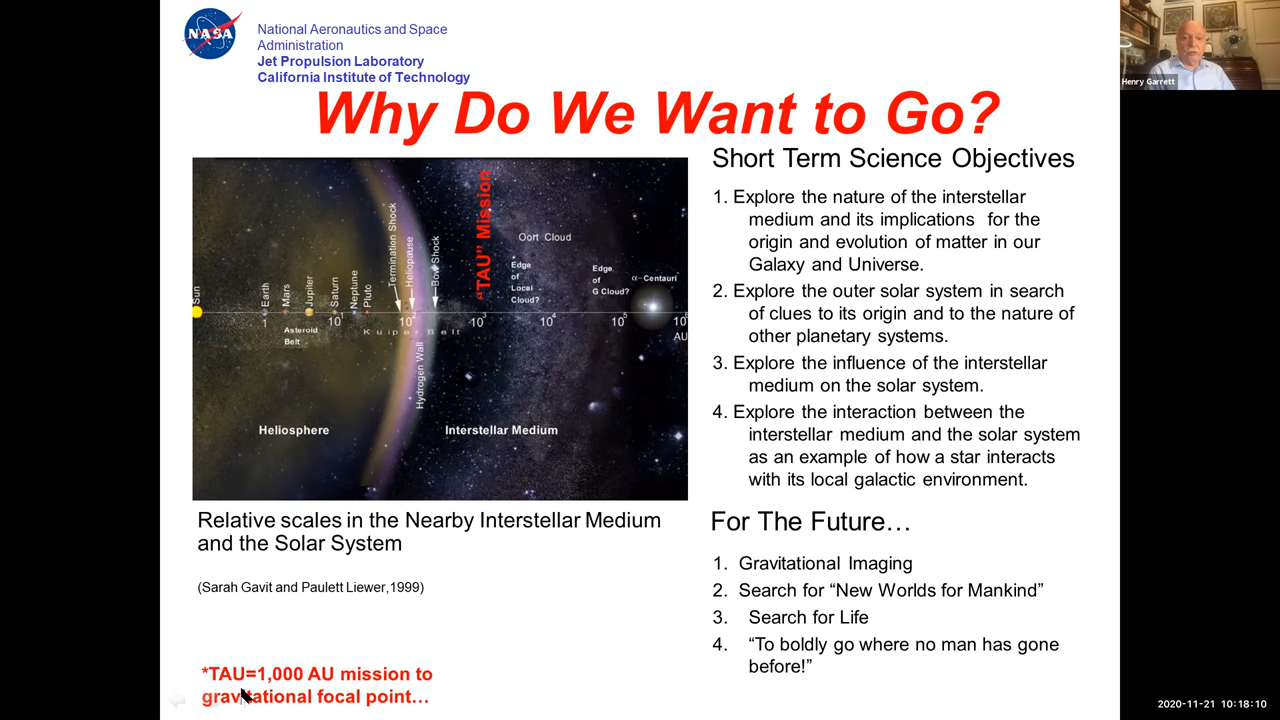 NASA
National Aeronautics and Space
Administration
Jet Propulsion Laboratory
California Institute of Technology
Henry Garrett
Why Do We Want to Go?
Sun
Earth
Mars
Jupiter
Saturn
Neptune
Pluto
Termination Shock
Heliopause
Bow Shock
"TAU" Mission
Oort Cloud
Edge
of
Local
Cloud?
Edge
of
G Cloud?
α-Centauri
1 10¹ 10² 10³ 10⁴ 10⁵ 10⁶
AU
Asteroid
Belt
Kuiper Belt
Hydrogen Wall
Heliosphere
Interstellar Medium
Relative scales in the Nearby Interstellar Medium
and the Solar System
(Sarah Gavit and Paulett Liewer,1999)
*TAU=1,000 AU mission to
gravitational focal point…
Short Term Science Objectives
1. Explore the nature of the interstellar
medium and its implications for the
origin and evolution of matter in our
Galaxy and Universe.
2. Explore the outer solar system in search
of clues to its origin and to the nature of
other planetary systems.
3. Explore the influence of the interstellar
medium on the solar system.
4. Explore the interaction between the
interstellar medium and the solar system
as an example of how a star interacts
with its local galactic environment.
For The Future…
1. Gravitational Imaging
2. Search for “New Worlds for Mankind”
3. Search for Life
4. “To boldly go where no man has gone
before!”
2020-11-21 10:18:10